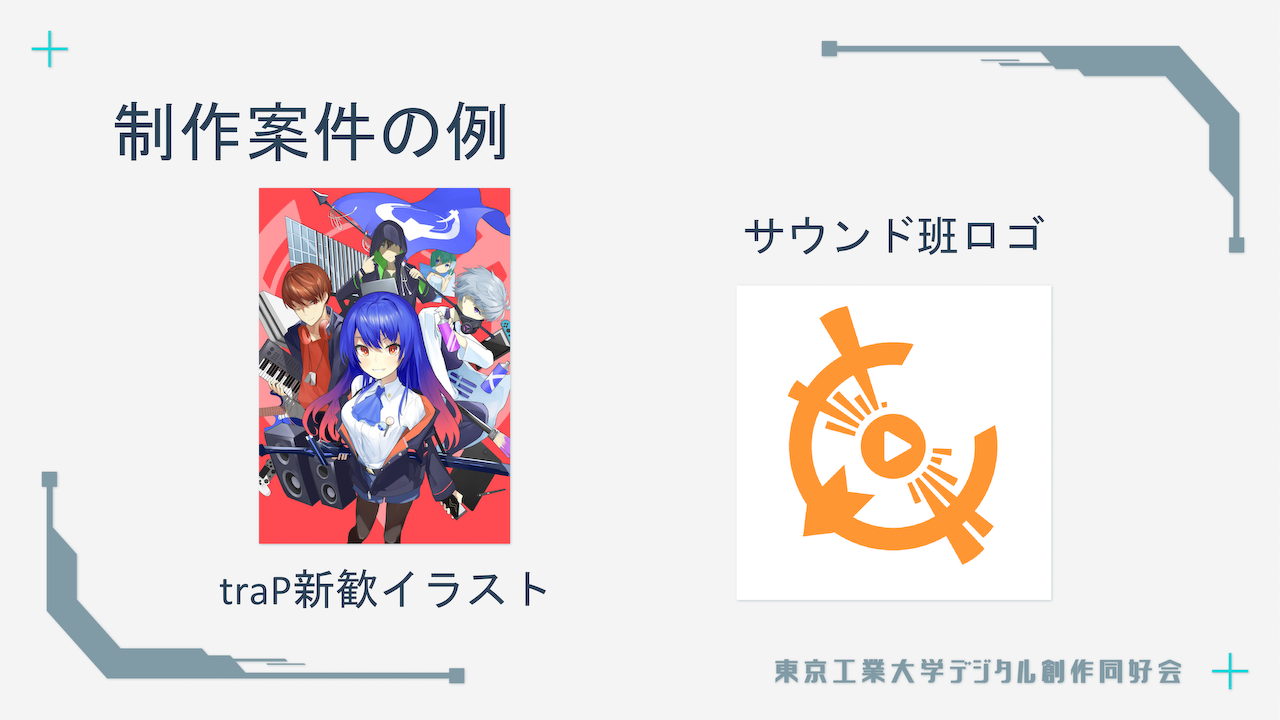 制作案件の例
サウンド班ロゴ
traP新歓イラスト
東京工業大学デジタル創作同好会